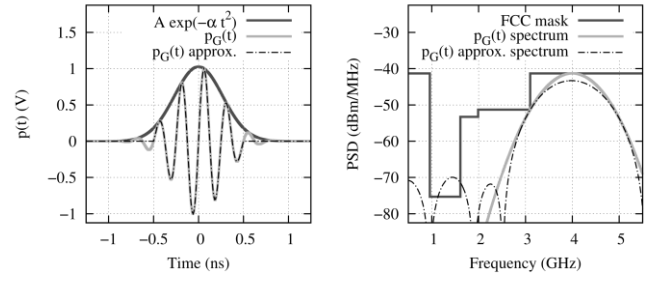 A exp(−α t²)
p_G(t)
p_G(t) approx.
1.5
1
0.5
0
−0.5
−1
p(t) (V)
−1 −0.5 0 0.5 1
Time (ns)
FCC mask
p_G(t) spectrum
p_G(t) approx. spectrum
−40
−50
−60
−70
−80
PSD (dBm/MHz)
1 2 3 4 5
Frequency (GHz)